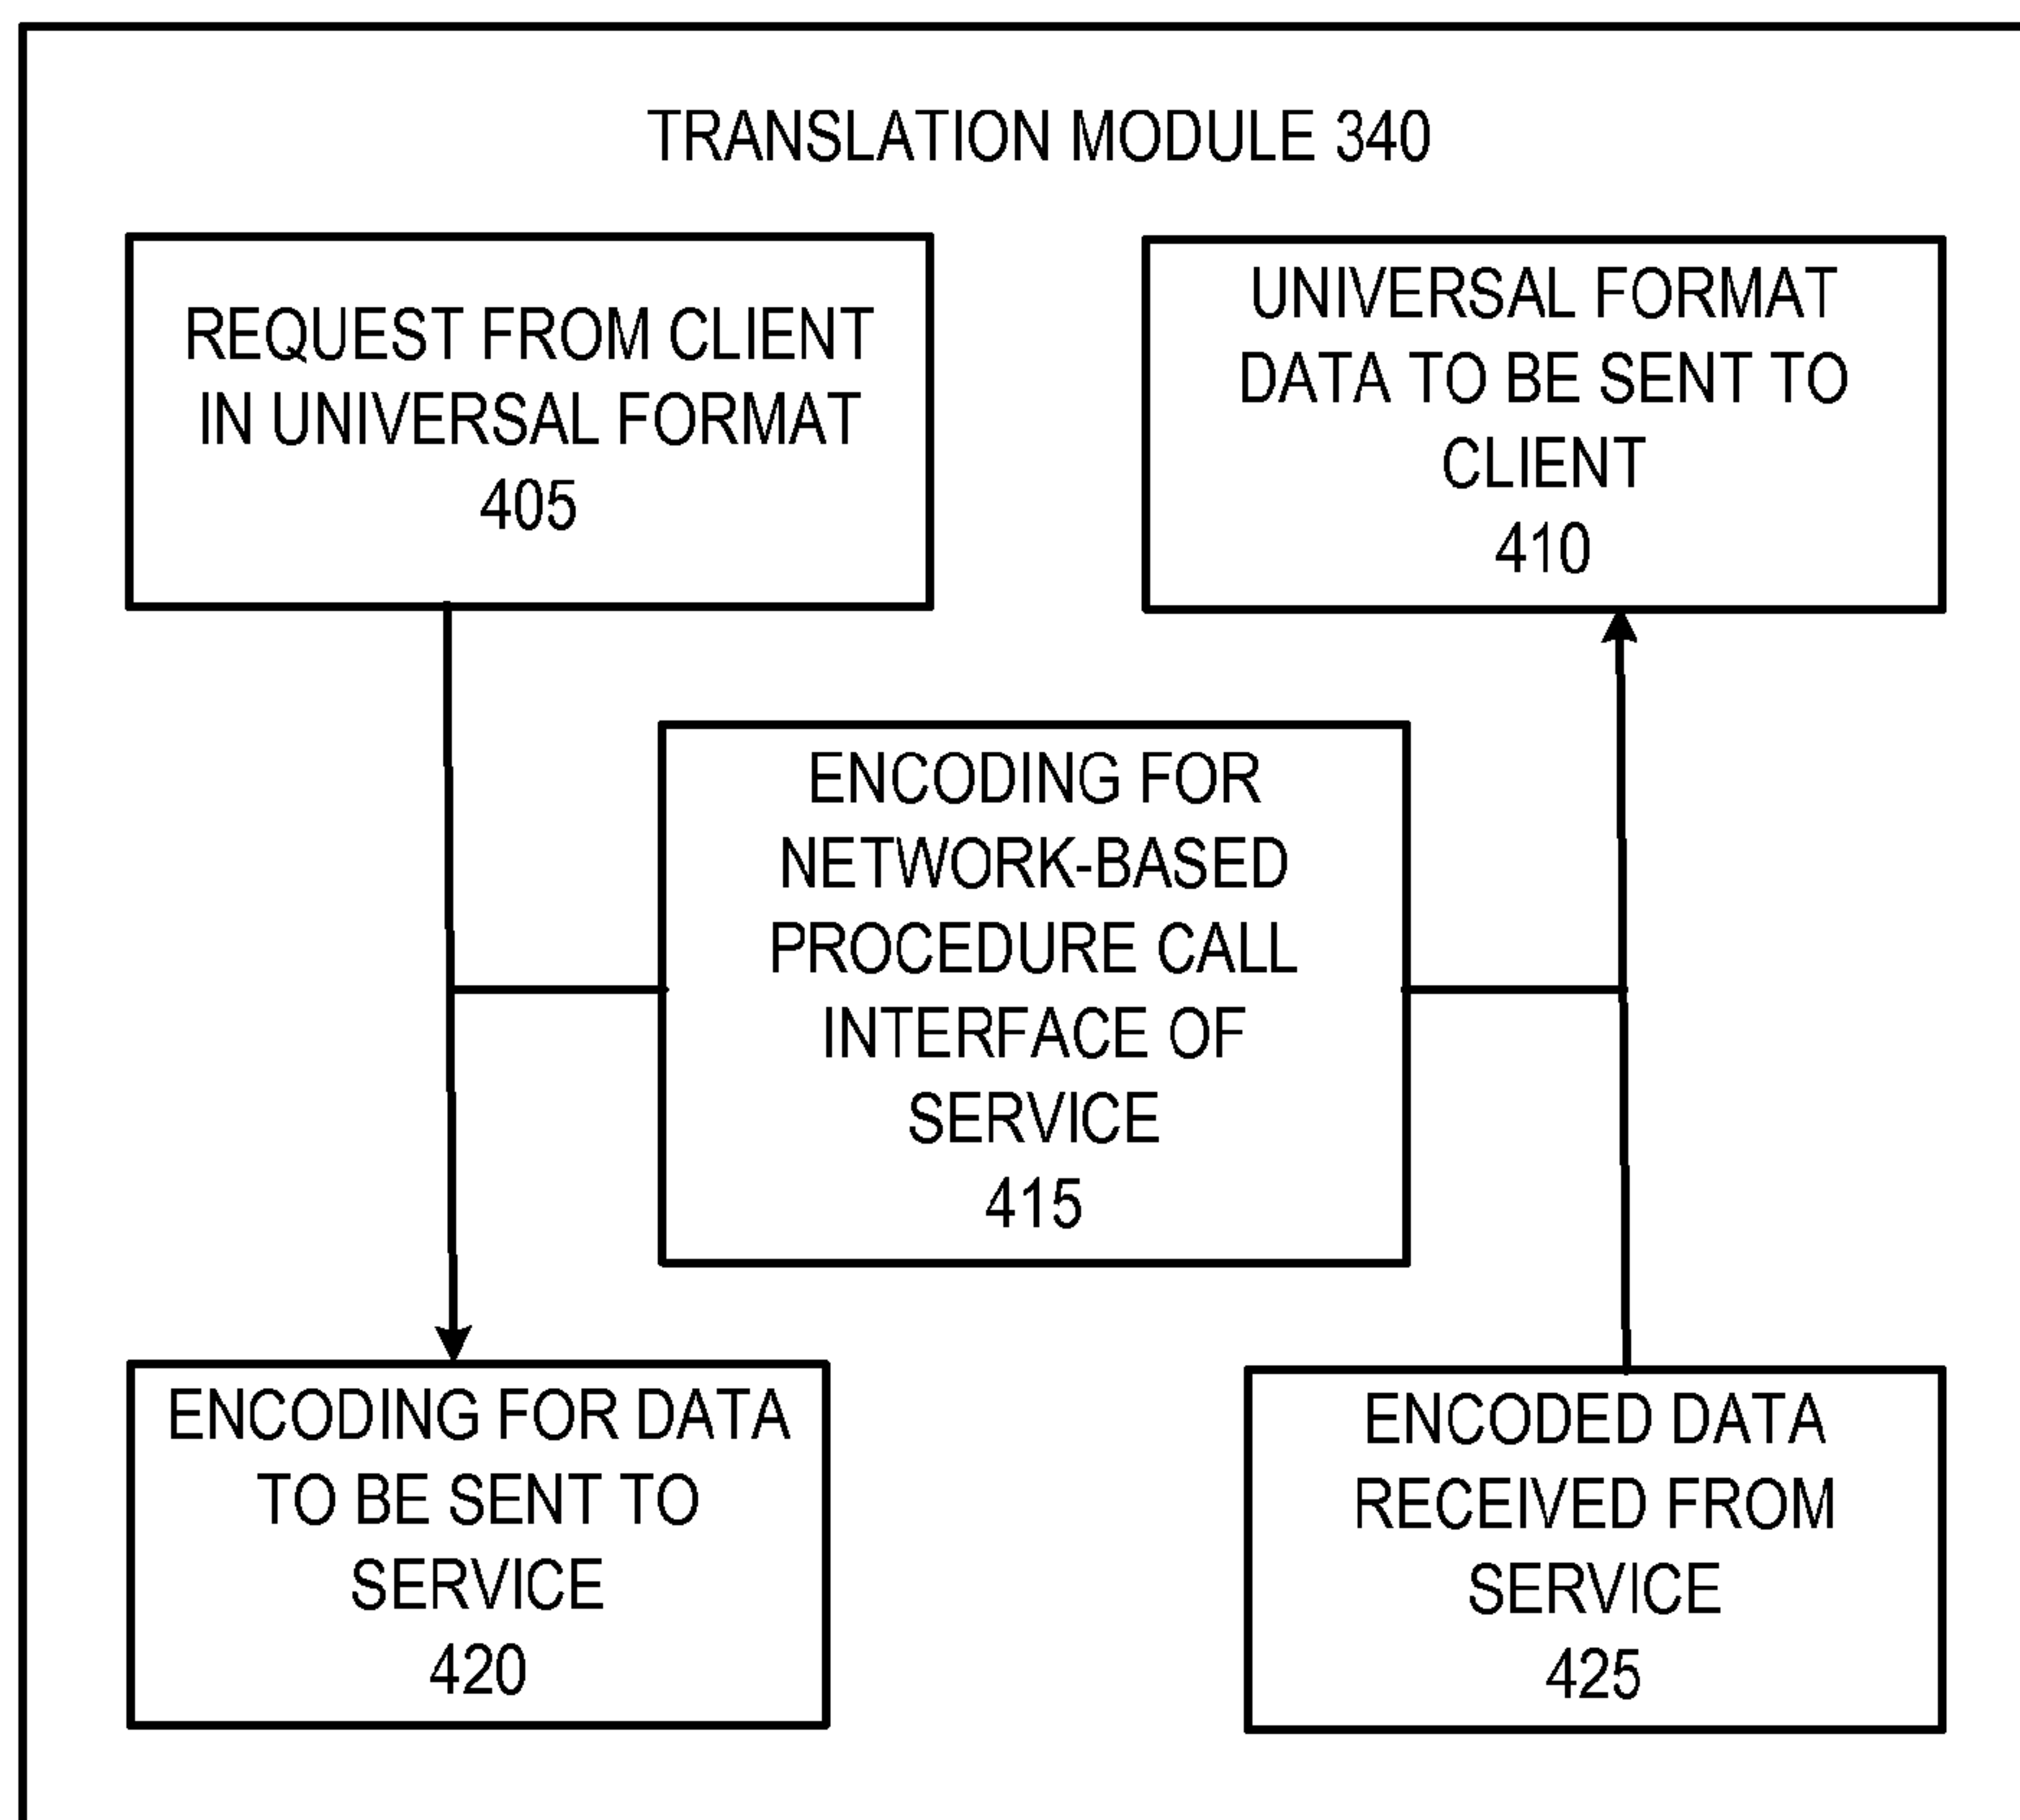 TRANSLATION MODULE 340
REQUEST FROM CLIENT
IN UNIVERSAL FORMAT
405
UNIVERSAL FORMAT
DATA TO BE SENT TO
CLIENT
410
ENCODING FOR
NETWORK-BASED
PROCEDURE CALL
INTERFACE OF
SERVICE
415
ENCODING FOR DATA
TO BE SENT TO
SERVICE
420
ENCODED DATA
RECEIVED FROM
SERVICE
425